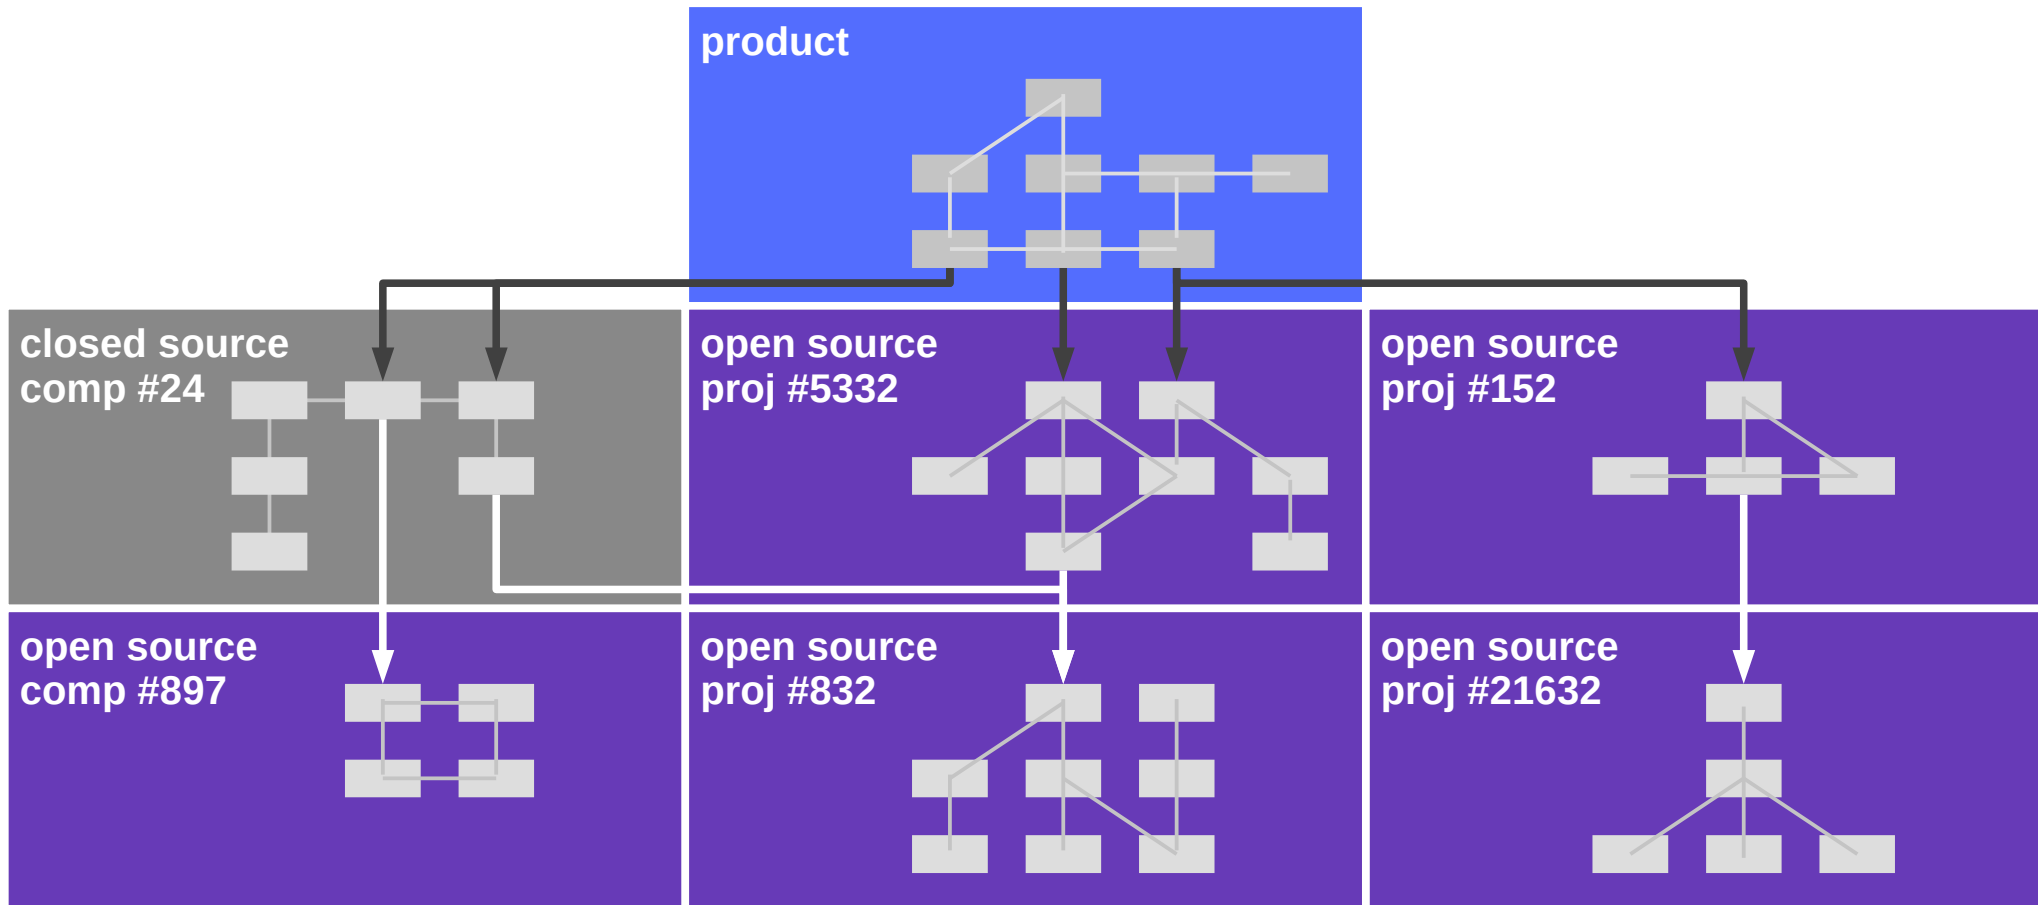 product
closed source
comp #24
open source
proj #5332
open source
proj #152
open source
comp #897
open source
proj #832
open source
proj #21632